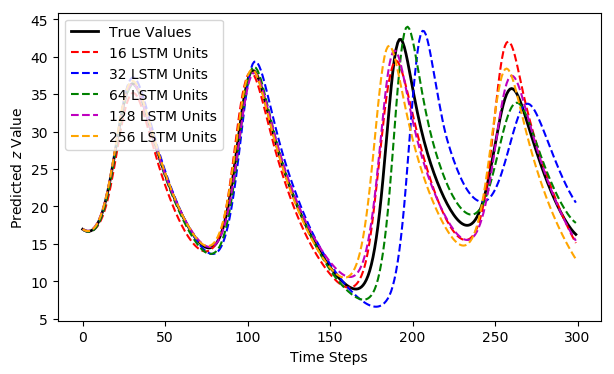 45
40
35
30
25
20
15
10
5
Predicted z Value
True Values
16 LSTM Units
32 LSTM Units
64 LSTM Units
128 LSTM Units
256 LSTM Units
0 50 100 150 200 250 300
Time Steps